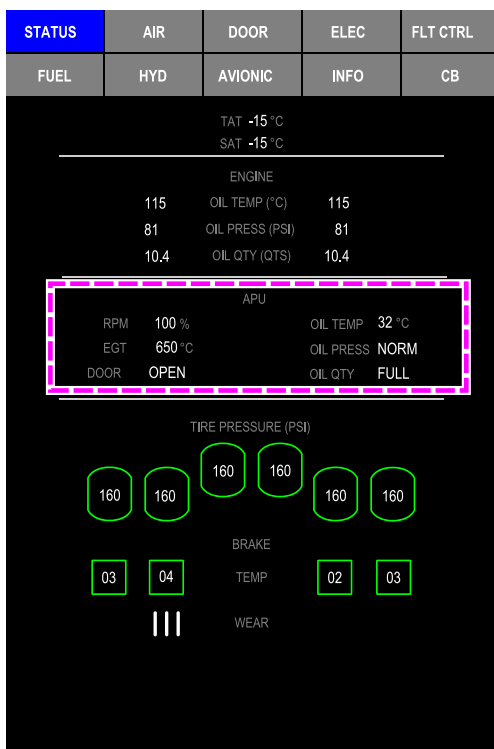 STATUS AIR DOOR ELEC FLT CTRL
FUEL HYD AVIONIC INFO CB
TAT -15 °C
SAT -15 °C
ENGINE
115 OIL TEMP (°C) 115
81 OIL PRESS (PSI) 81
10.4 OIL QTY (QTS) 10.4
APU
RPM 100 % OIL TEMP 32 °C
EGT 650 °C OIL PRESS NORM
DOOR OPEN OIL QTY FULL
TIRE PRESSURE (PSI)
160 160
160 160 160 160
BRAKE
03 04 TEMP 02 03
WEAR